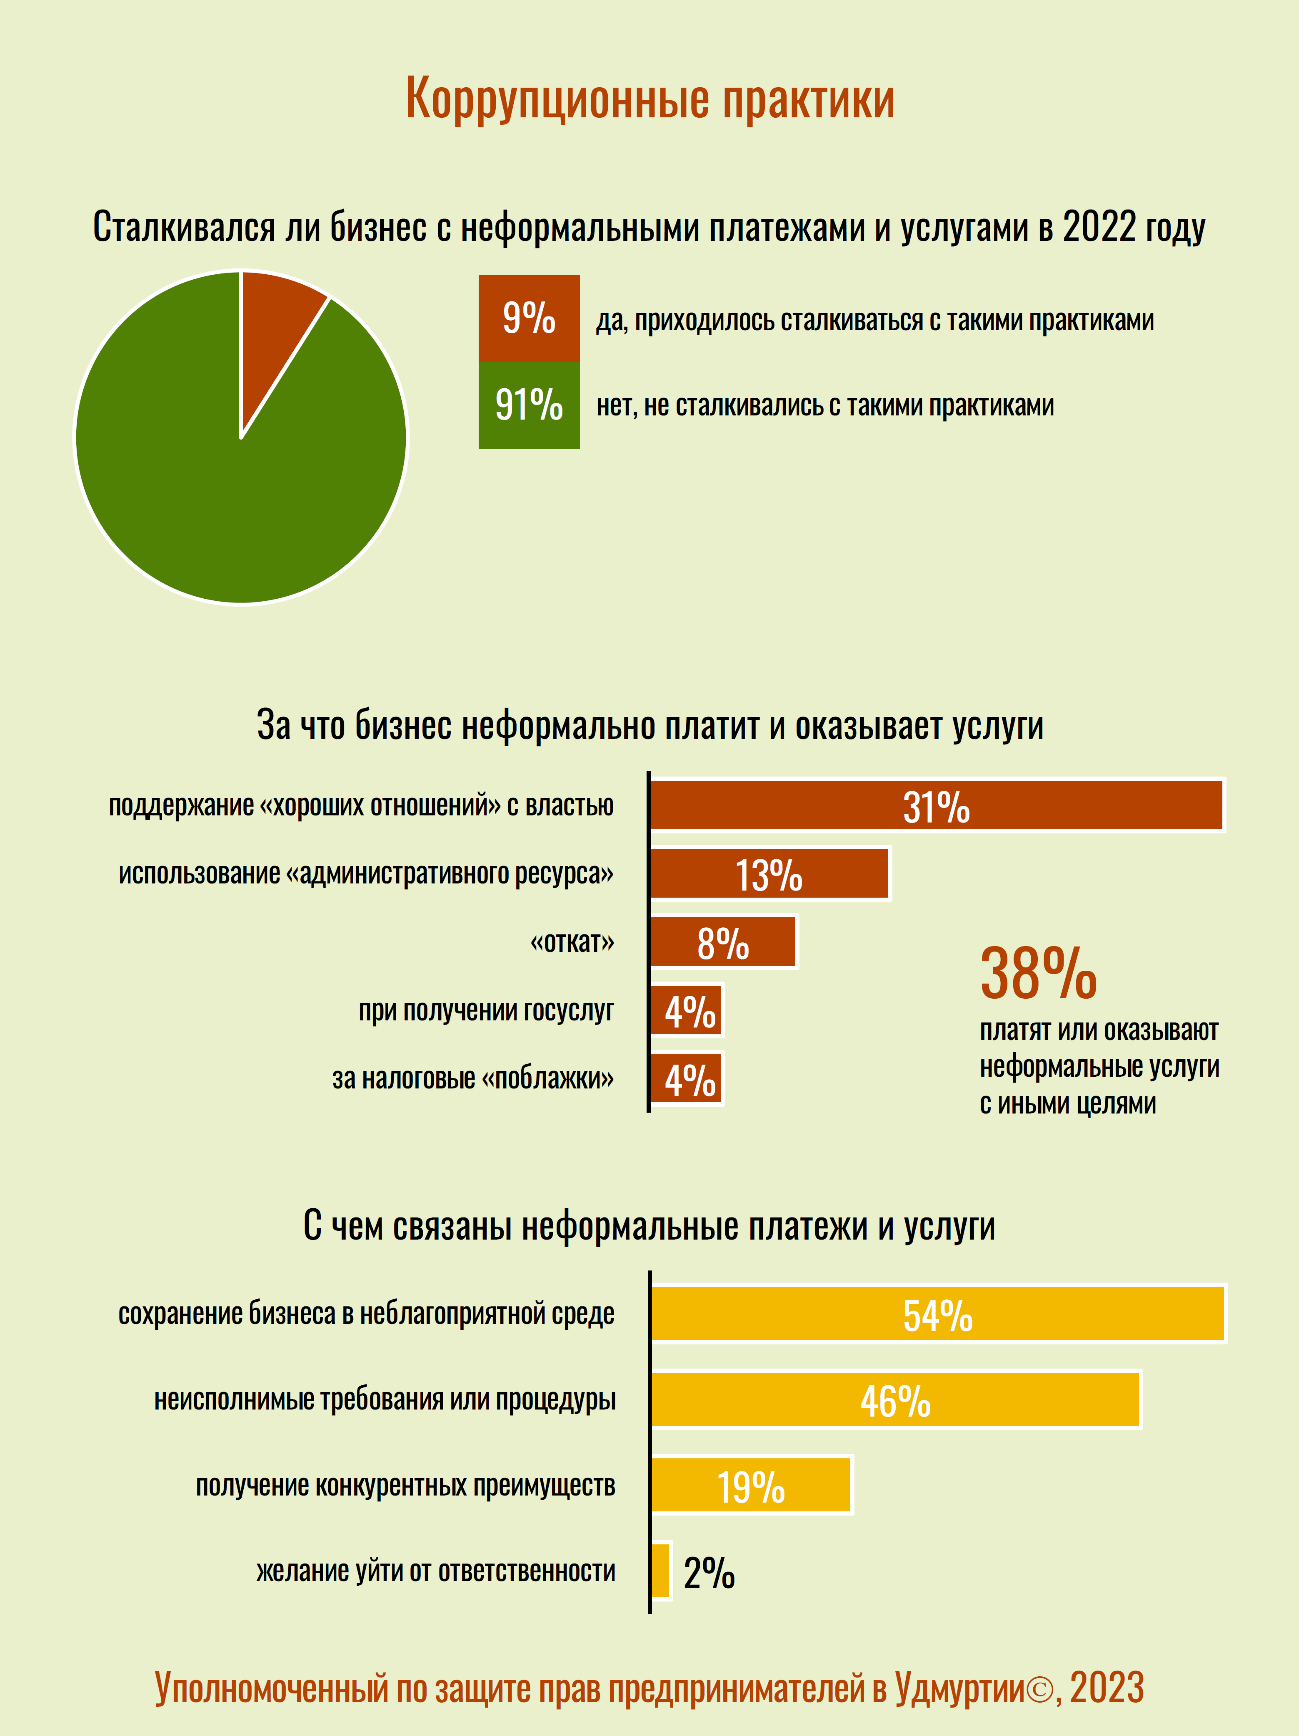 Коррупционные практики
Сталкивался ли бизнес с неформальными платежами и услугами в 2022 году
9% да, приходилось сталкиваться с такими практиками
91% нет, не сталкивались с такими практиками
За что бизнес неформально платит и оказывает услуги
поддержание «хороших отношений» с властью 31%
использование «административного ресурса» 13%
«откат» 8%
при получении госуслуг 4%
за налоговые «поблажки» 4%
38%
платят или оказывают
неформальные услуги
с иными целями
С чем связаны неформальные платежи и услуги
сохранение бизнеса в неблагоприятной среде 54%
неисполнимые требования или процедуры 46%
получение конкурентных преимуществ 19%
желание уйти от ответственности 2%
Уполномоченный по защите прав предпринимателей в Удмуртии©, 2023